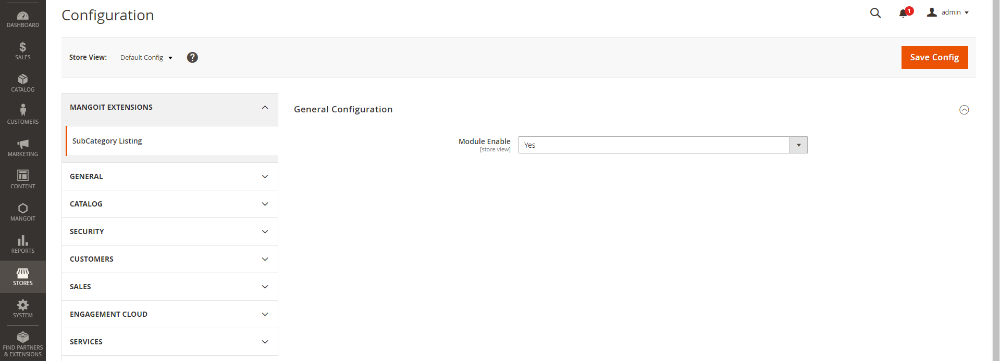 Configuration
1
admin
Store View: Default Config ?
Save Config
DASHBOARD
SALES
CATALOG
CUSTOMERS
MARKETING
CONTENT
MANGOIT
REPORTS
STORES
SYSTEM
FIND PARTNERS
& EXTENSIONS
MANGOIT EXTENSIONS
SubCategory Listing
GENERAL
CATALOG
SECURITY
CUSTOMERS
SALES
ENGAGEMENT CLOUD
SERVICES
General Configuration
Module Enable Yes
[store view]